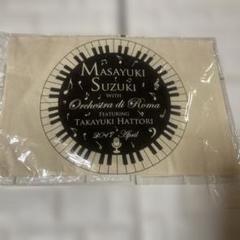 MASAYUKI
SUZUKI
WITH
Orchestra di Roma
FEATURING
TAKAYUKI HATTORI
2017 April